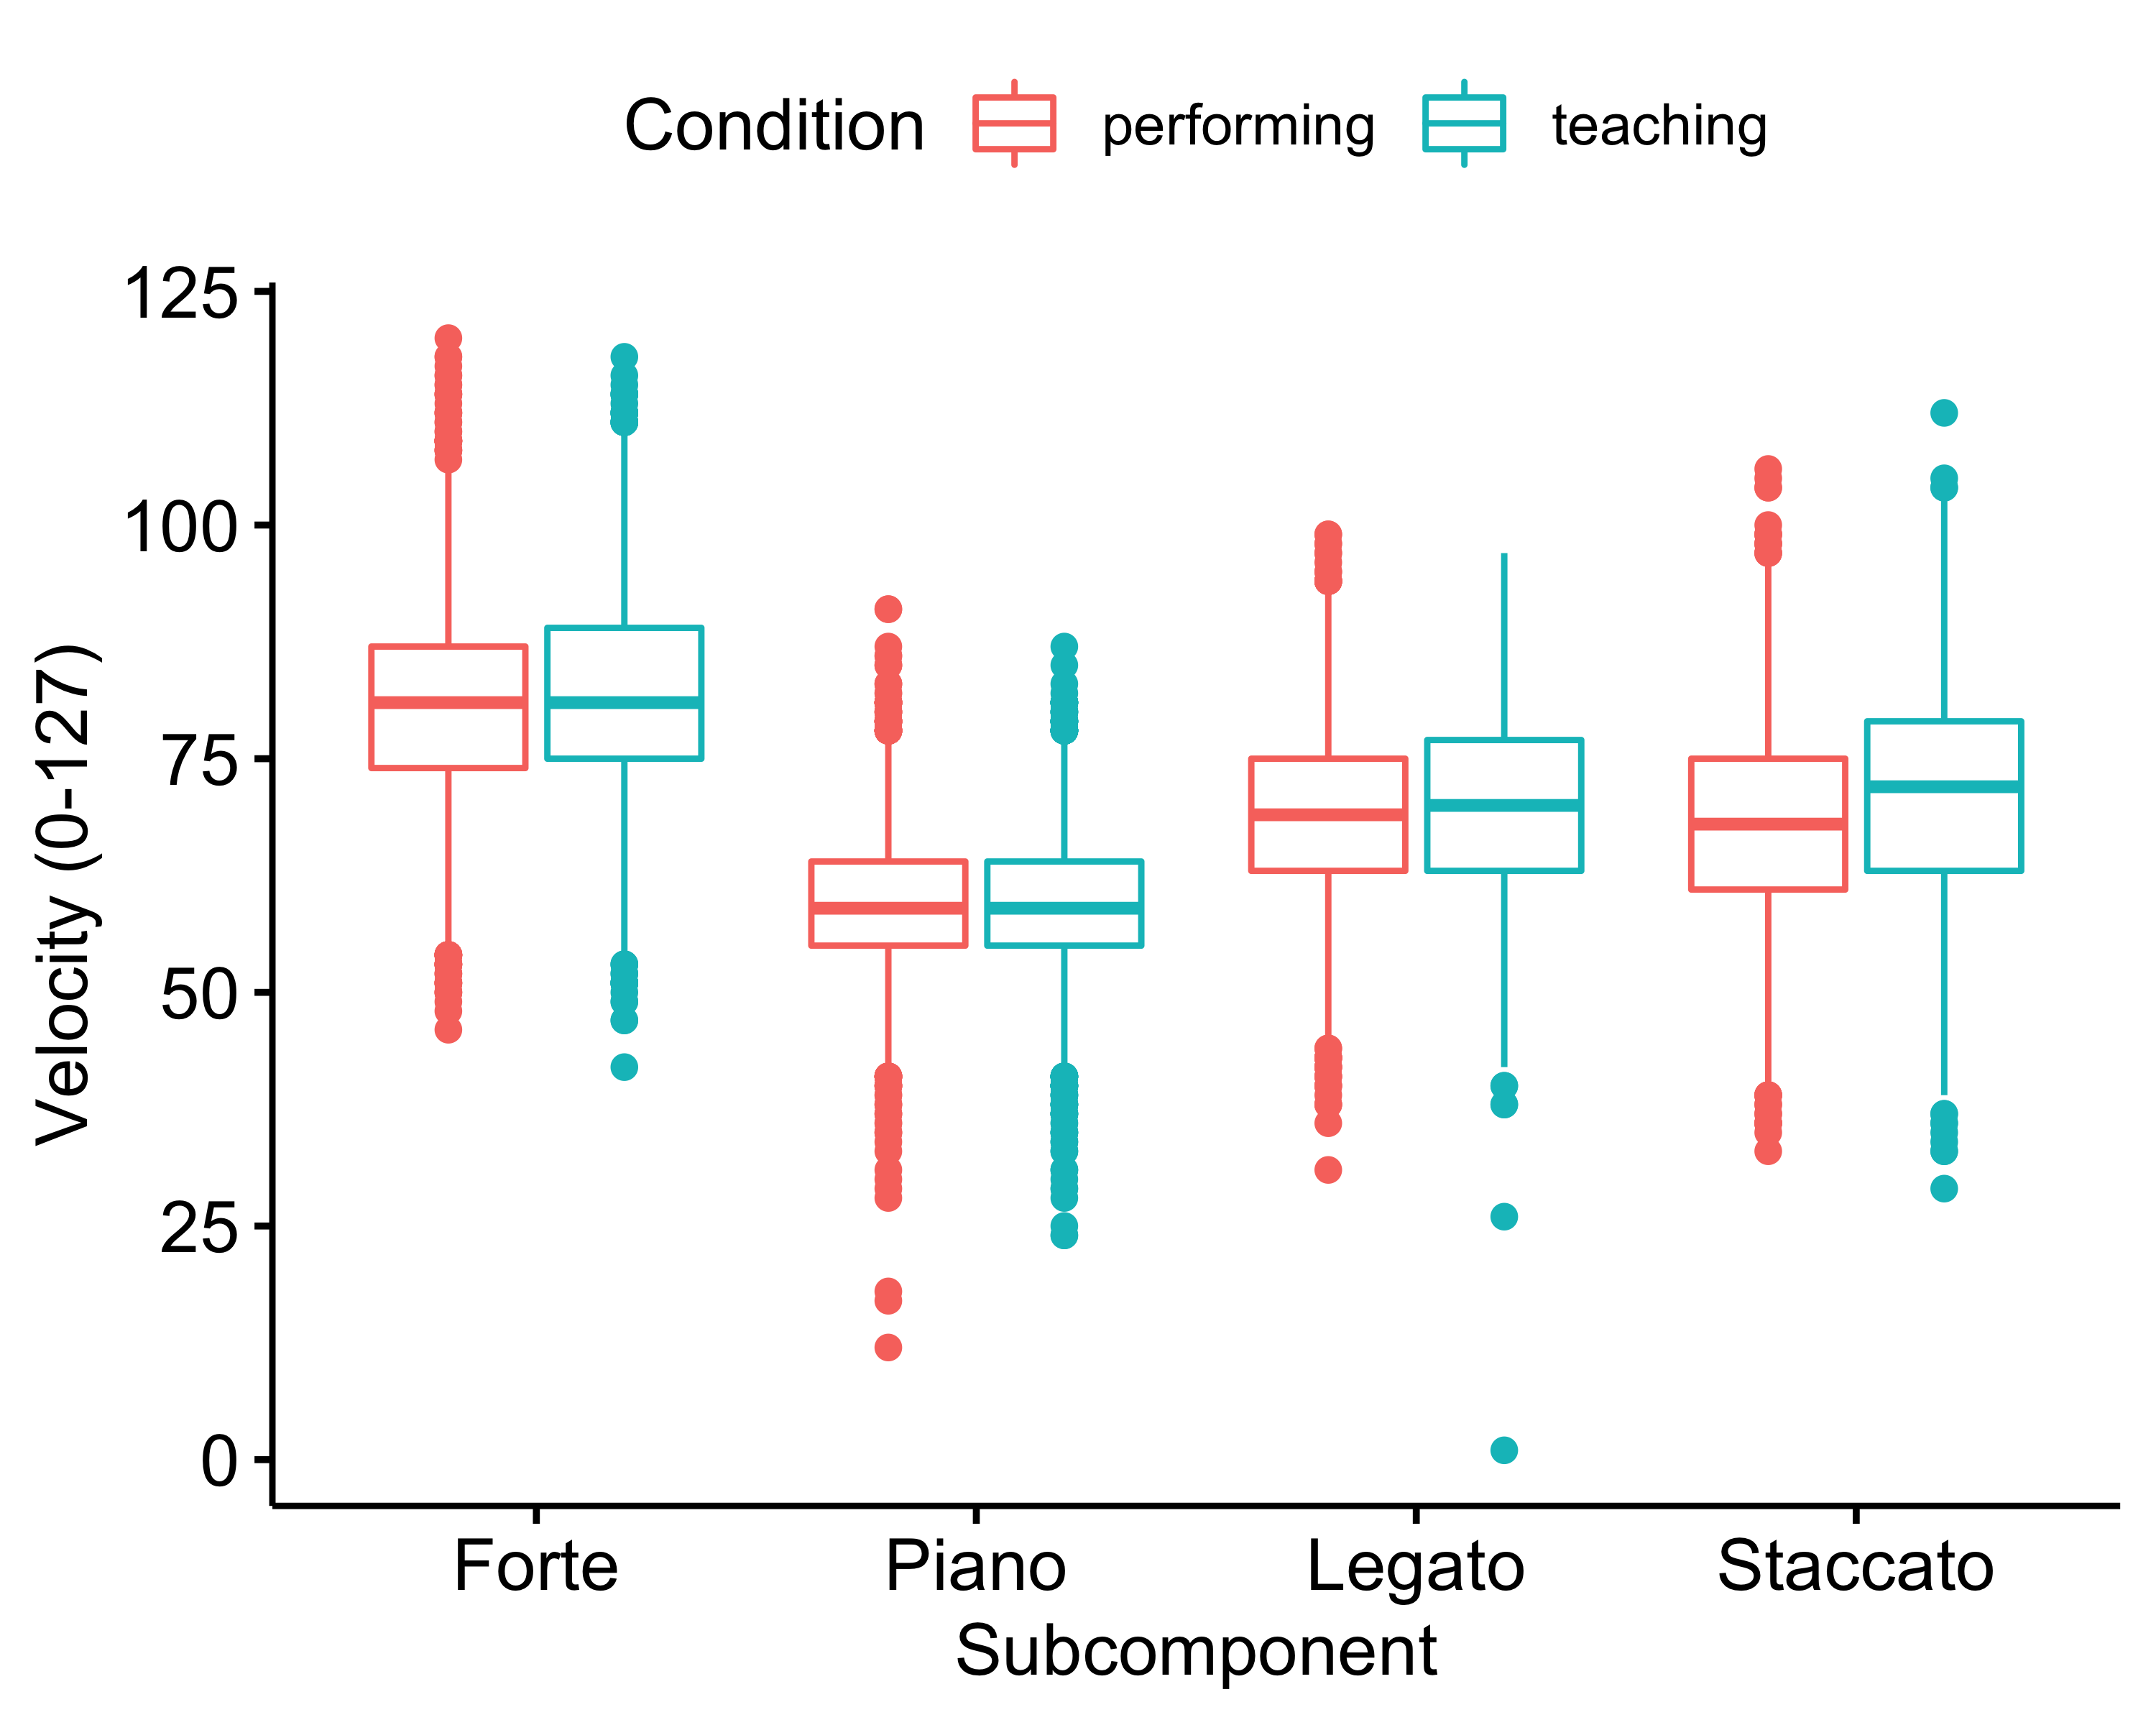 Condition performing teaching
125
100
75
50
25
0
Velocity (0-127)
Forte Piano Legato Staccato
Subcomponent